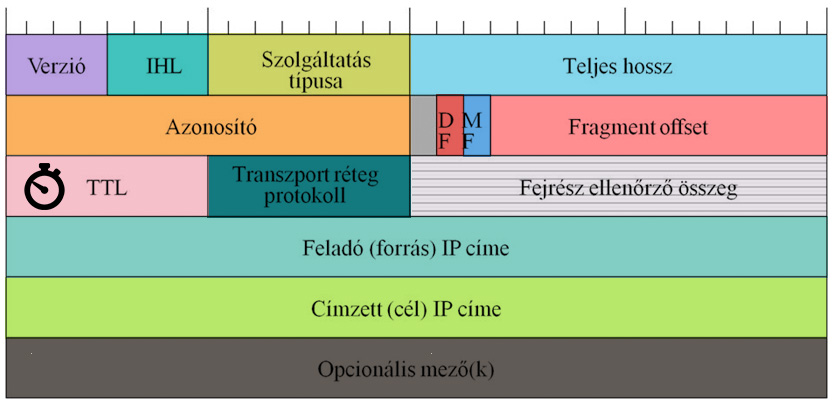 Verzió
IHL
Szolgáltatás
típusa
Teljes hossz
Azonosító
D
F
M
F
Fragment offset
TTL
Transzport réteg
protokoll
Fejrész ellenőrző összeg
Feladó (forrás) IP címe
Címzett (cél) IP címe
Opcionális mező(k)